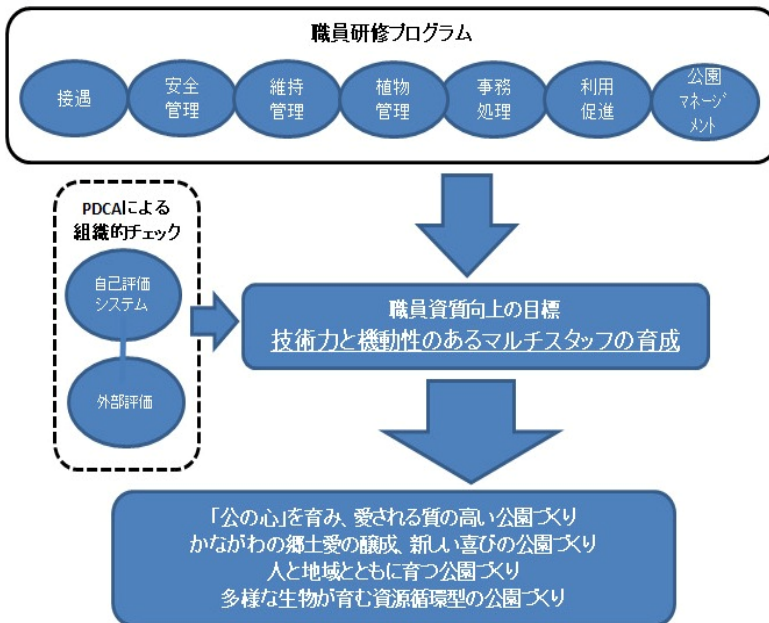 職員研修プログラム
接遇
安全
管理
維持
管理
植物
管理
事務
処理
利用
促進
公園
マネージ
メント
PDCAによる
組織的チェック
自己評価
システム
外部評価
職員資質向上の目標
技術力と機動性のあるマルチスタッフの育成
「公の心」を育み、愛される質の高い公園づくり
かながわの郷土愛の醸成、新しい喜びの公園づくり
人と地域とともに育つ公園づくり
多様な生物が育む資源循環型の公園づくり